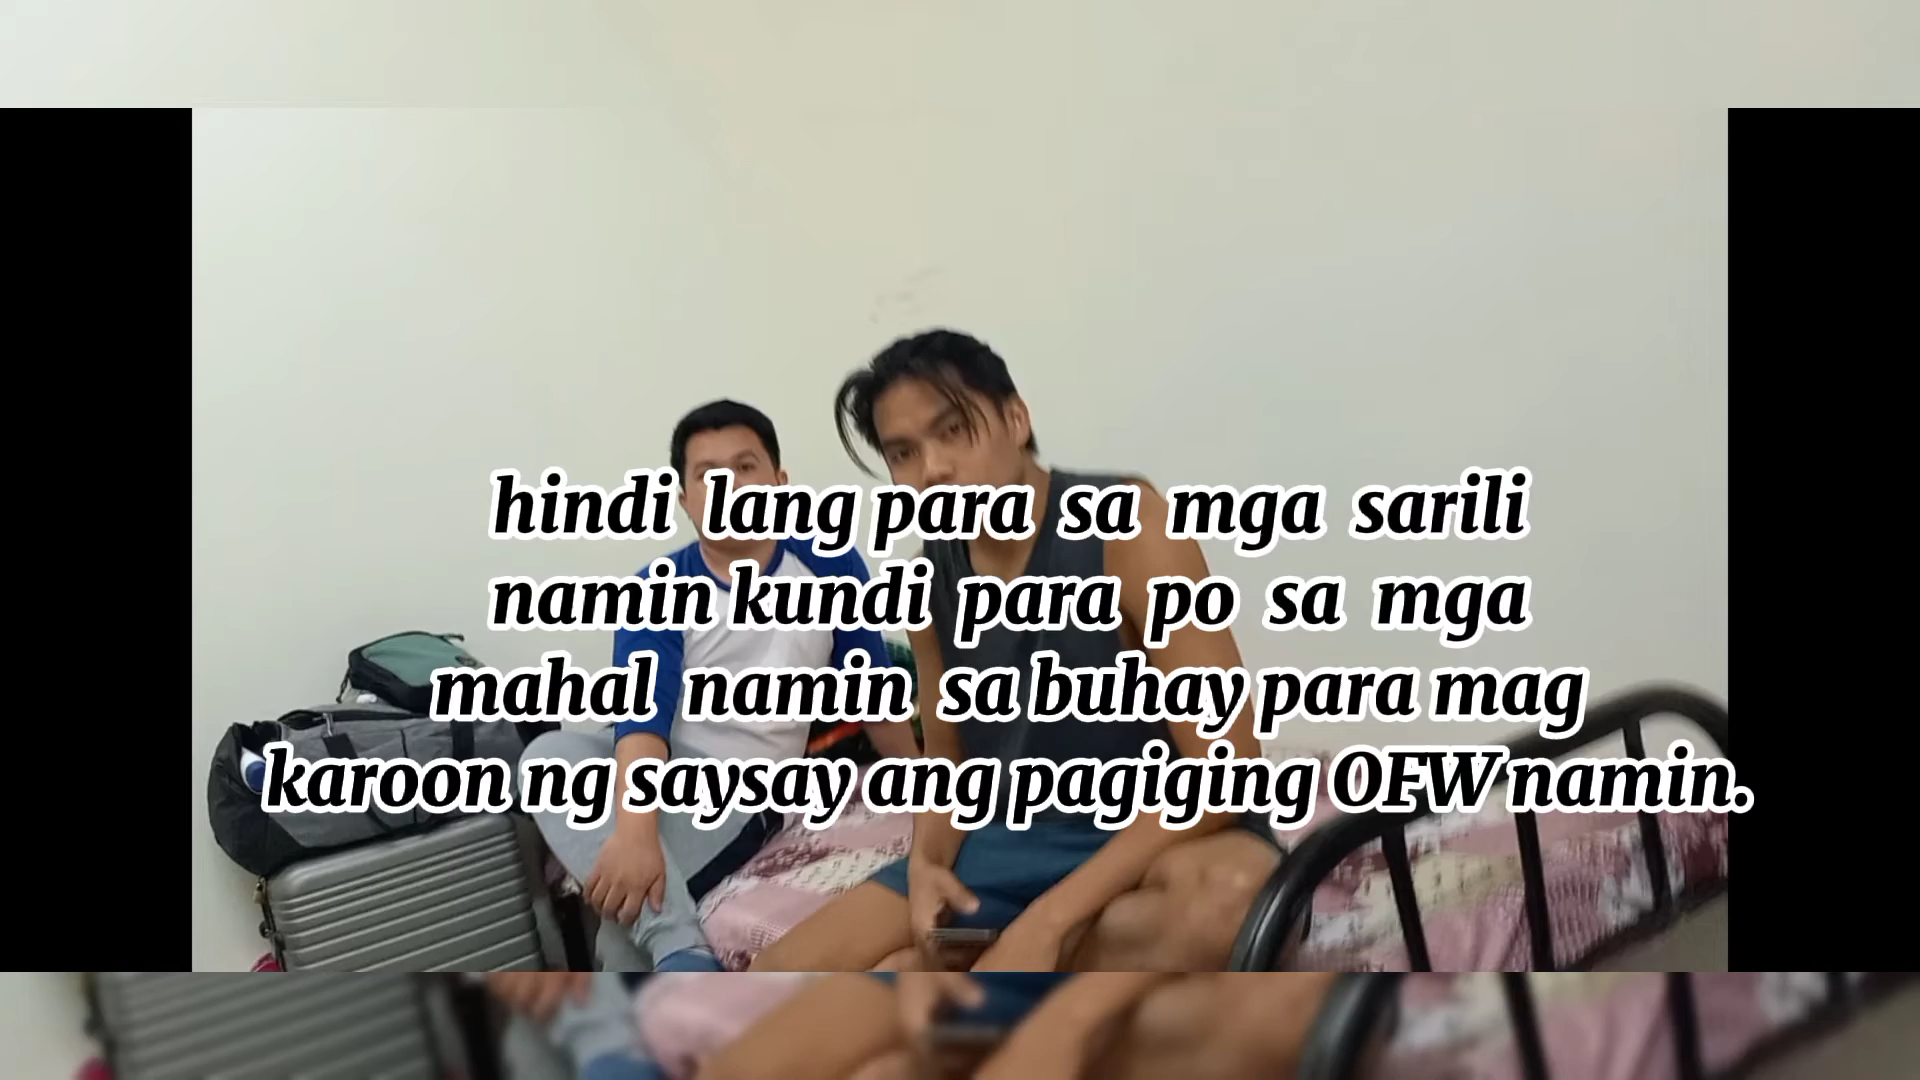 hindi lang para sa mga sarili
namin kundi para po sa mga
mahal namin sa buhay para mag
karoon ng saysay ang pagiging OFW namin.